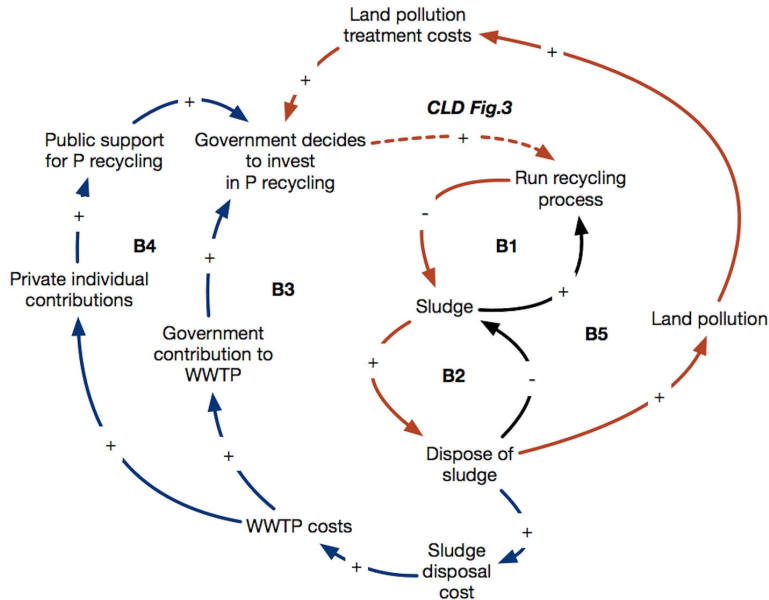 Land pollution
treatment costs
+
+
CLD Fig.3
+
Public support
for P recycling
Government decides
to invest
in P recycling
+
Run recycling
process
+
-
B4
B1
+
B3
Private individual
contributions
+
Sludge
Land pollution
B5
Government
contribution to
WWTP
+
B2
-
+
Dispose of
sludge
+
+
WWTP costs
+
Sludge
disposal
cost
+